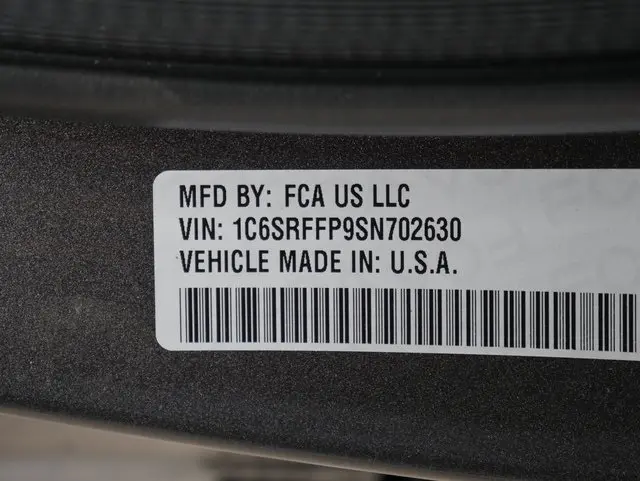 MFD BY: FCA US LLC
VIN: 1C6SRFFP9SN702630
VEHICLE MADE IN: U.S.A.